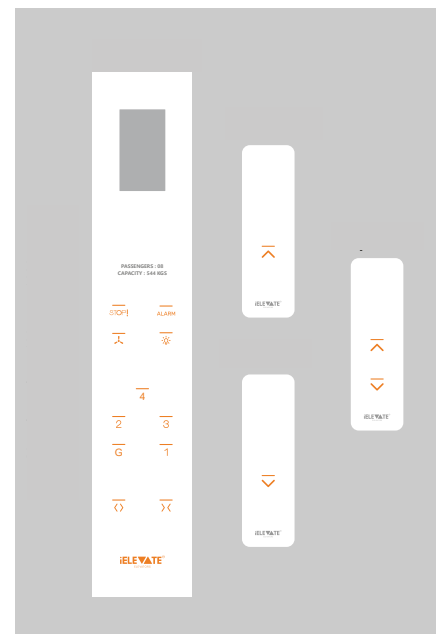 PASSENGERS : 08
CAPACITY : 544 KGS
STOP!
ALARM
4
2
3
G
1
iELEVATE
iELEVATE
iELEVATE
iELEVATE